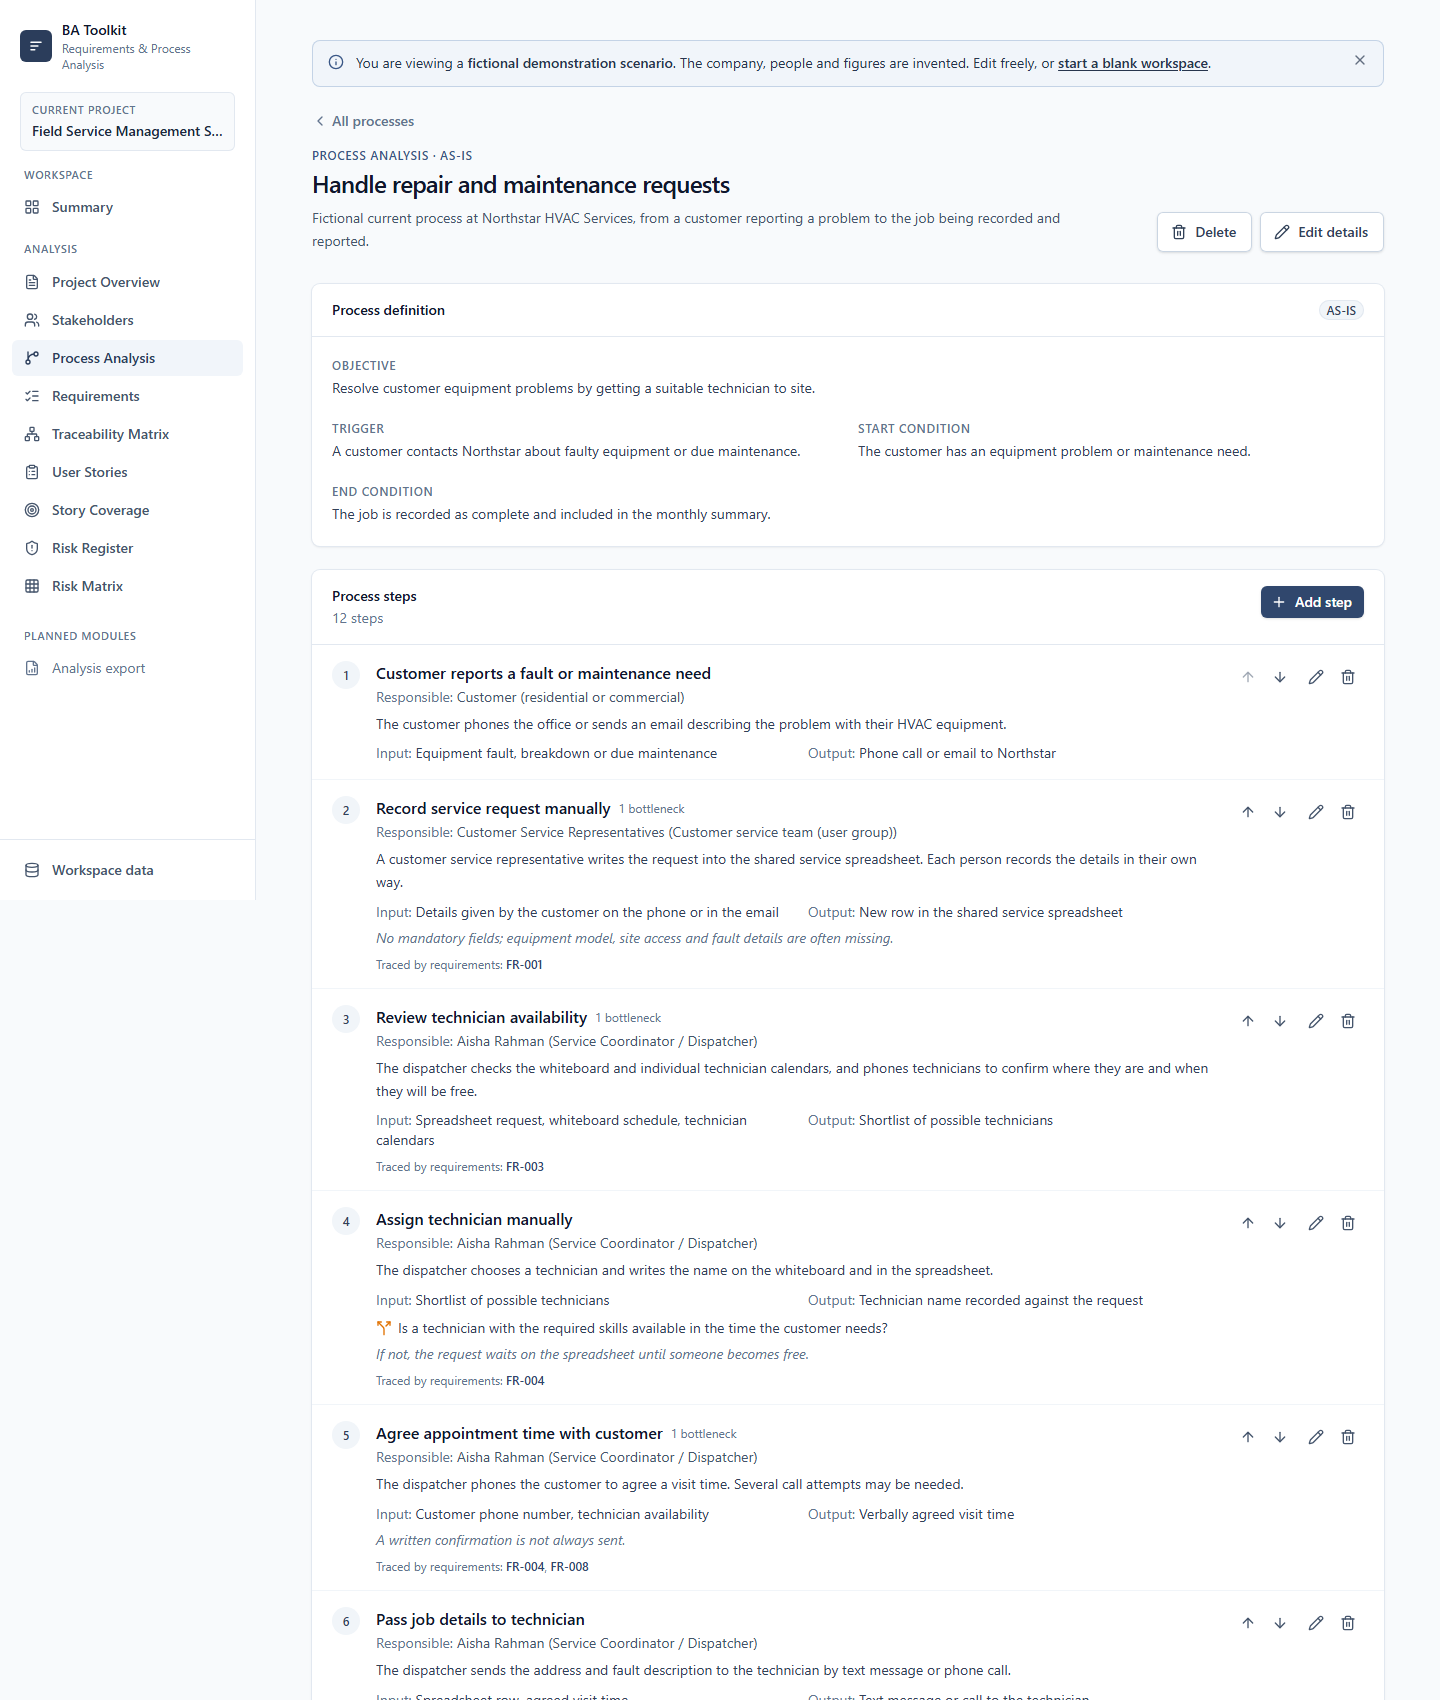 BA Toolkit
Requirements & Process
Analysis
CURRENT PROJECT
Field Service Management S...
WORKSPACE
Summary
ANALYSIS
Project Overview
Stakeholders
Process Analysis
Requirements
Traceability Matrix
User Stories
Story Coverage
Risk Register
Risk Matrix
PLANNED MODULES
Analysis export
Workspace data
You are viewing a fictional demonstration scenario. The company, people and figures are invented. Edit freely, or start a blank workspace.
All processes
PROCESS ANALYSIS · AS-IS
Handle repair and maintenance requests
Fictional current process at Northstar HVAC Services, from a customer reporting a problem to the job being recorded and
reported.
Delete
Edit details
Process definition
AS-IS
OBJECTIVE
Resolve customer equipment problems by getting a suitable technician to site.
TRIGGER
A customer contacts Northstar about faulty equipment or due maintenance.
START CONDITION
The customer has an equipment problem or maintenance need.
END CONDITION
The job is recorded as complete and included in the monthly summary.
Process steps
12 steps
Add step
1
Customer reports a fault or maintenance need
Responsible: Customer (residential or commercial)
The customer phones the office or sends an email describing the problem with their HVAC equipment.
Input: Equipment fault, breakdown or due maintenance
Output: Phone call or email to Northstar
2
Record service request manually 1 bottleneck
Responsible: Customer Service Representatives (Customer service team (user group))
A customer service representative writes the request into the shared service spreadsheet. Each person records the details in their own
way.
Input: Details given by the customer on the phone or in the email
Output: New row in the shared service spreadsheet
No mandatory fields; equipment model, site access and fault details are often missing.
Traced by requirements: FR-001
3
Review technician availability 1 bottleneck
Responsible: Aisha Rahman (Service Coordinator / Dispatcher)
The dispatcher checks the whiteboard and individual technician calendars, and phones technicians to confirm where they are and when
they will be free.
Input: Spreadsheet request, whiteboard schedule, technician
calendars
Output: Shortlist of possible technicians
Traced by requirements: FR-003
4
Assign technician manually
Responsible: Aisha Rahman (Service Coordinator / Dispatcher)
The dispatcher chooses a technician and writes the name on the whiteboard and in the spreadsheet.
Input: Shortlist of possible technicians
Output: Technician name recorded against the request
Is a technician with the required skills available in the time the customer needs?
If not, the request waits on the spreadsheet until someone becomes free.
Traced by requirements: FR-004
5
Agree appointment time with customer 1 bottleneck
Responsible: Aisha Rahman (Service Coordinator / Dispatcher)
The dispatcher phones the customer to agree a visit time. Several call attempts may be needed.
Input: Customer phone number, technician availability
Output: Verbally agreed visit time
A written confirmation is not always sent.
Traced by requirements: FR-004, FR-008
6
Pass job details to technician
Responsible: Aisha Rahman (Service Coordinator / Dispatcher)
The dispatcher sends the address and fault description to the technician by text message or phone call.
Input: Spreadsheet row, agreed visit time
Output: Text message or call to the technician